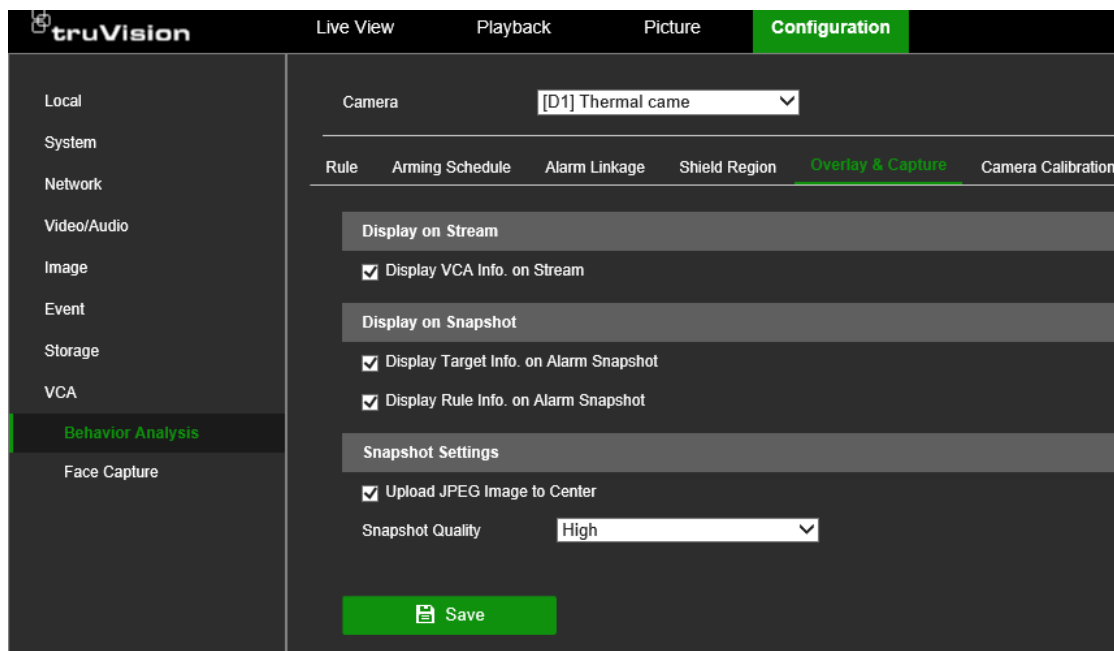 truVision Live View Playback Picture Configuration
Local
System
Network
Video/Audio
Image
Event
Storage
VCA
Behavior Analysis
Face Capture
Camera [D1] Thermal came
Rule Arming Schedule Alarm Linkage Shield Region Overlay & Capture Camera Calibration
Display on Stream
Display VCA Info. on Stream
Display on Snapshot
Display Target Info. on Alarm Snapshot
Display Rule Info. on Alarm Snapshot
Snapshot Settings
Upload JPEG Image to Center
Snapshot Quality High
Save